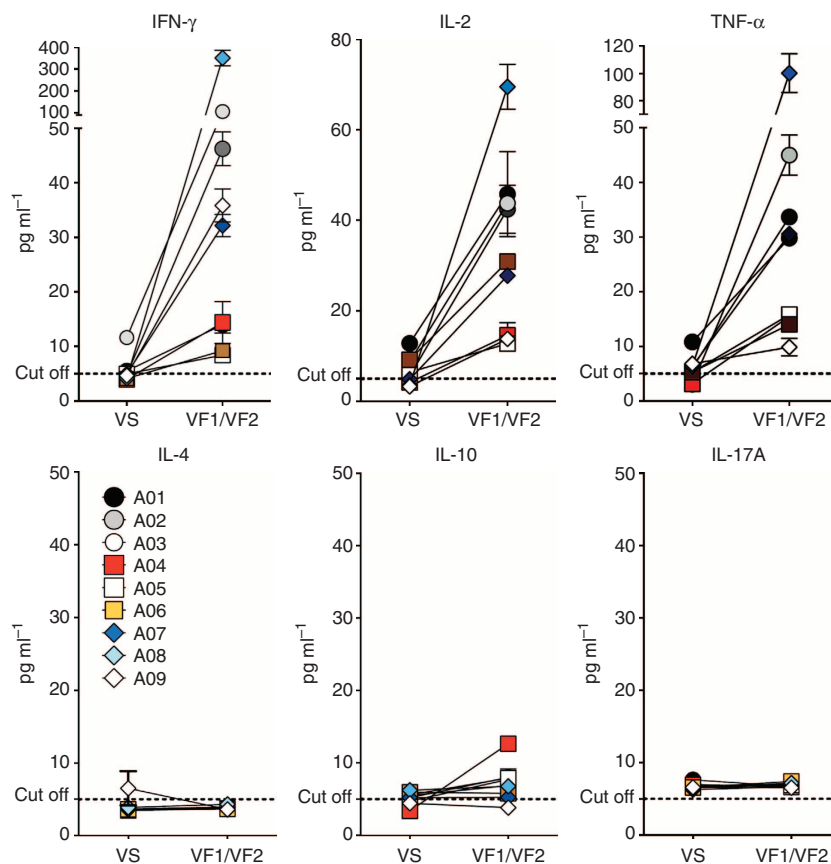 IFN-γ
400
300
200
100
50
40
30
20
10
Cut off
0
pg ml−1
VS VF1/VF2
IL-2
80
60
40
20
Cut off
0
pg ml−1
VS VF1/VF2
TNF-α
120
100
80
60
50
40
30
20
10
Cut off
0
pg ml−1
VS VF1/VF2
IL-4
50
40
30
20
10
Cut off
0
pg ml−1
A01
A02
A03
A04
A05
A06
A07
A08
A09
VS VF1/VF2
IL-10
50
40
30
20
10
Cut off
0
pg ml−1
VS VF1/VF2
IL-17A
50
40
30
20
10
Cut off
0
pg ml−1
VS VF1/VF2